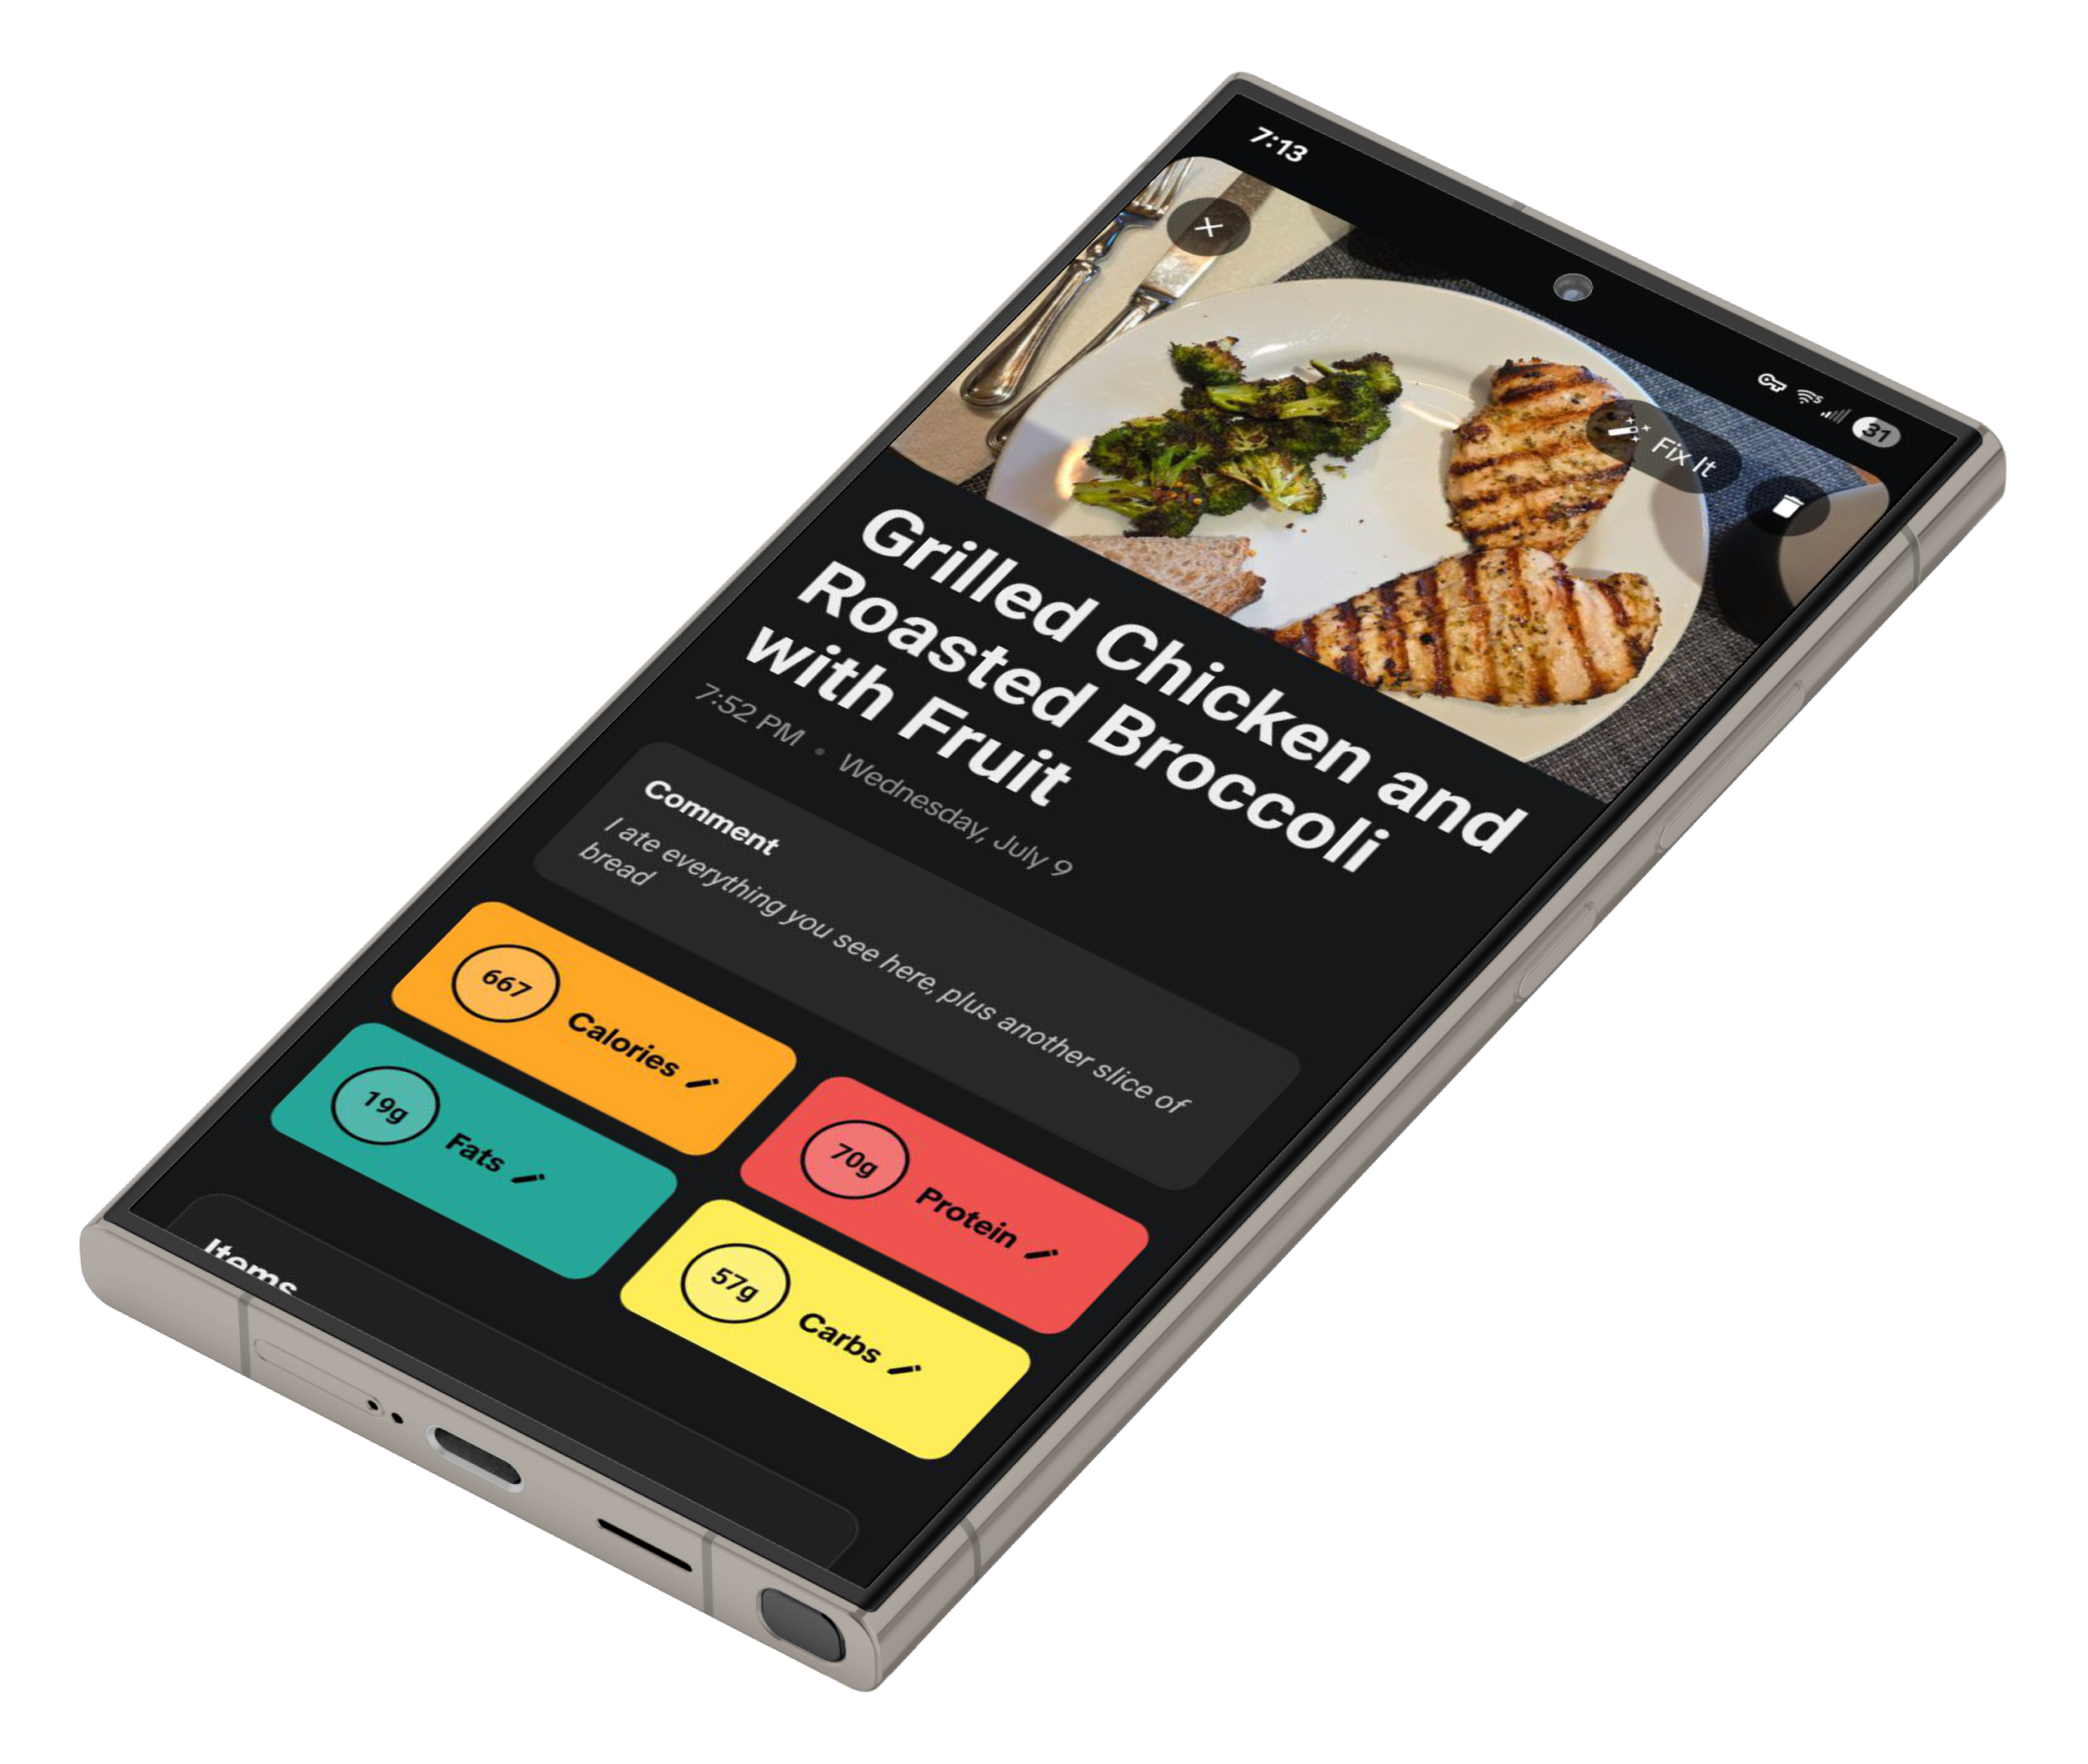 7:13
31
Fix It
Grilled Chicken and
Roasted Broccoli
with Fruit
7:52 PM • Wednesday, July 9
Comment
I ate everything you see here, plus another slice of
bread
667 Calories
70g Protein
19g Fats
57g Carbs
Items